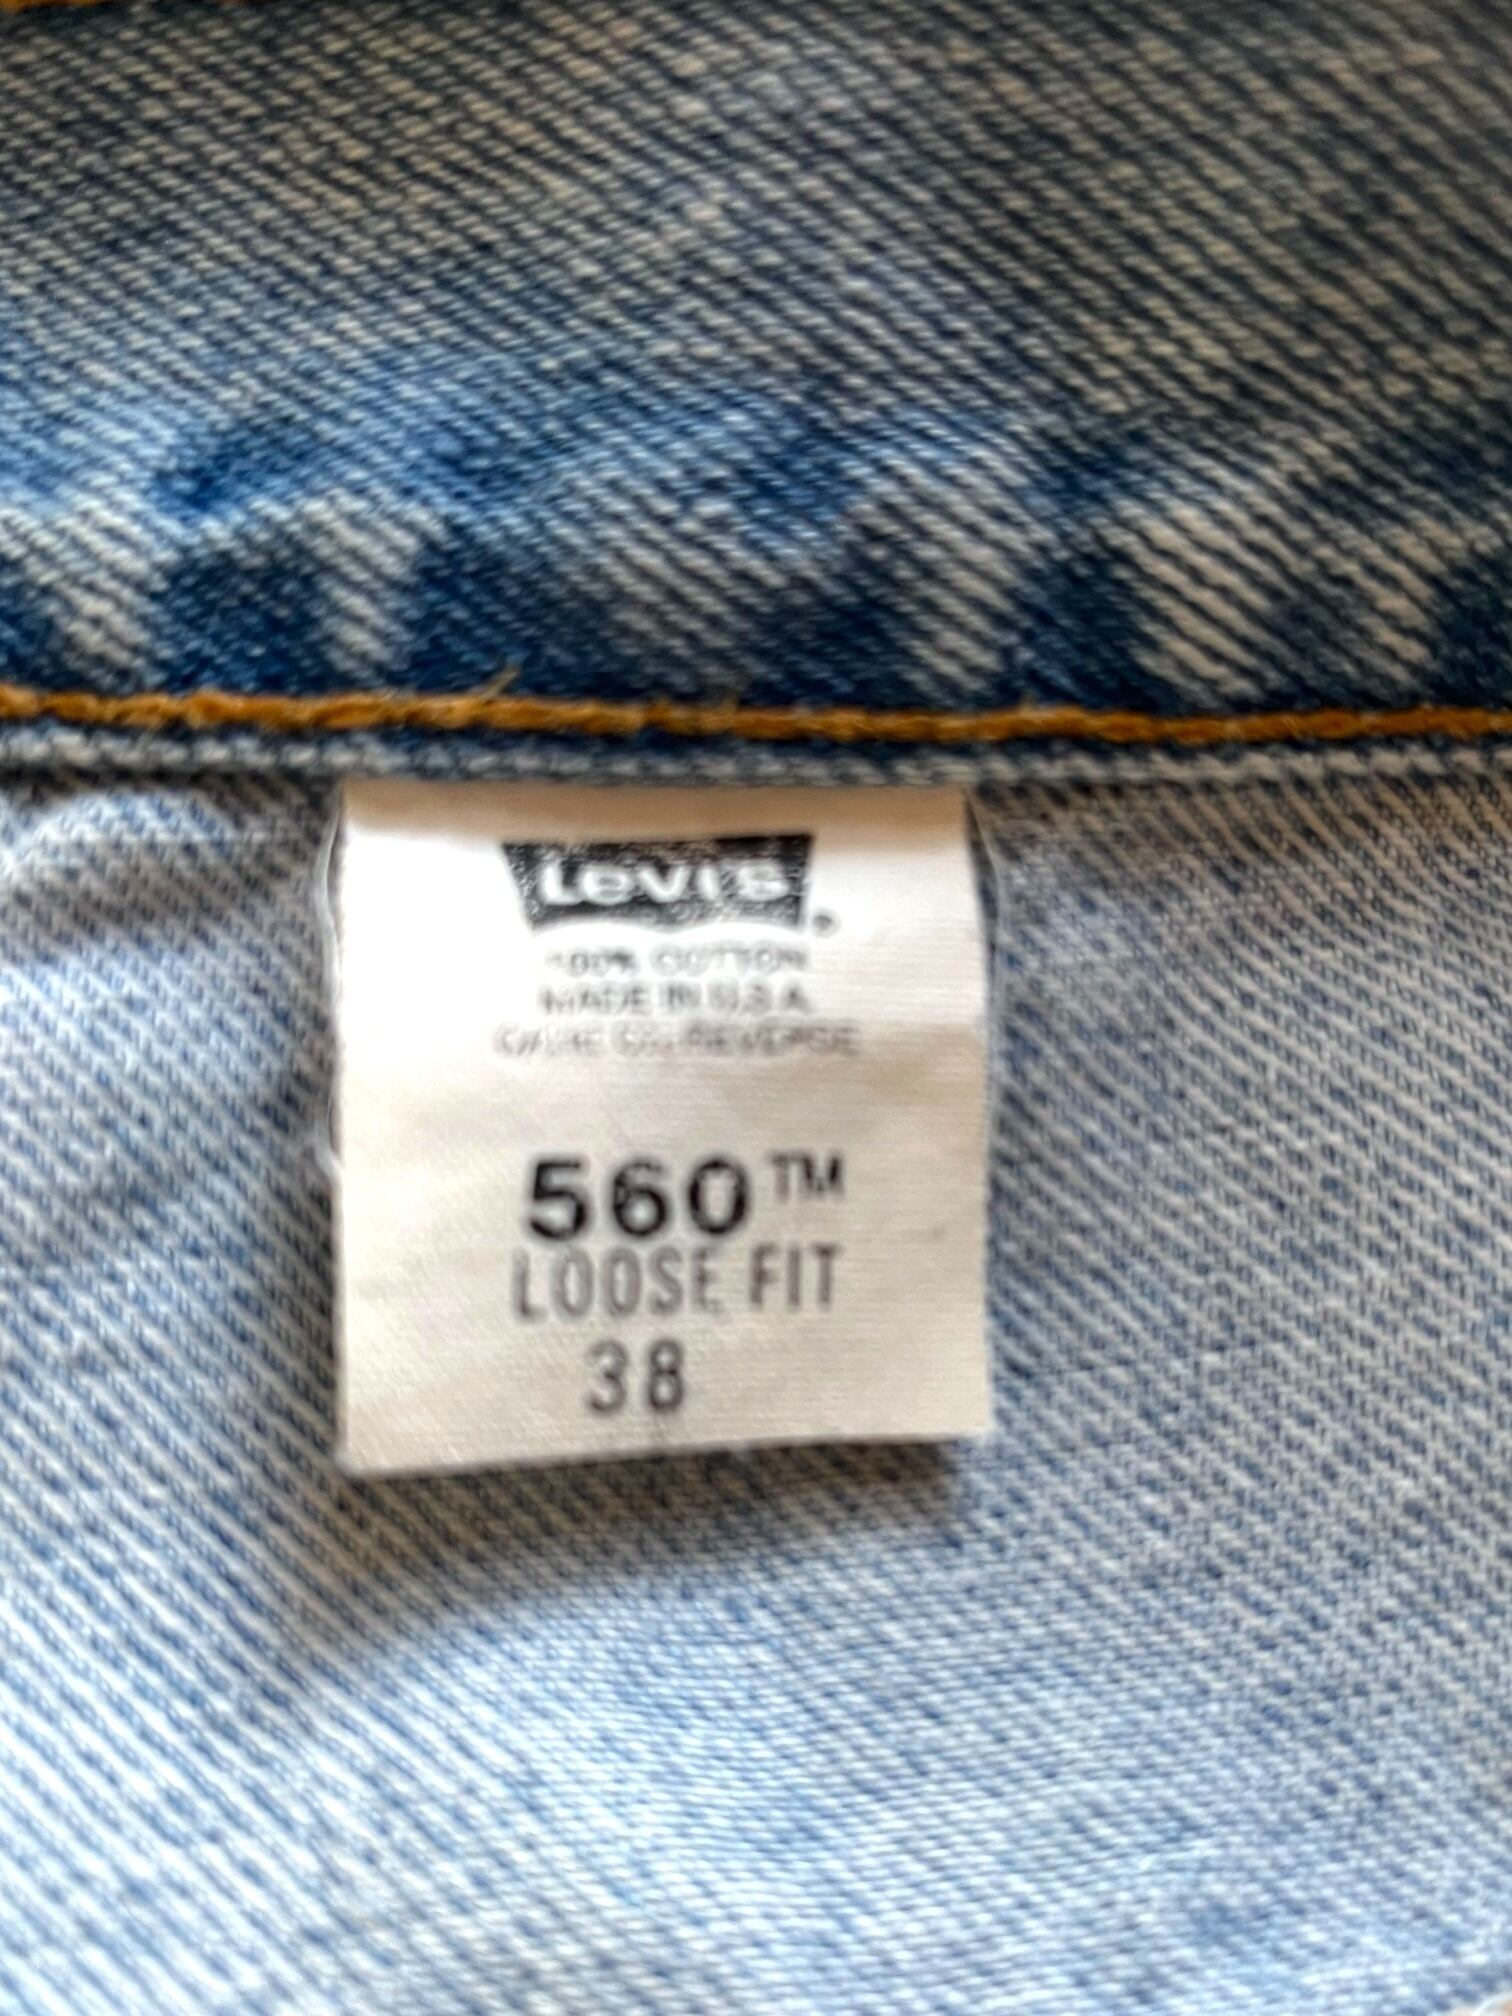 Levi's
100% COTTON
MADE IN U.S.A.
CARE ON REVERSE
560™
LOOSE FIT
38